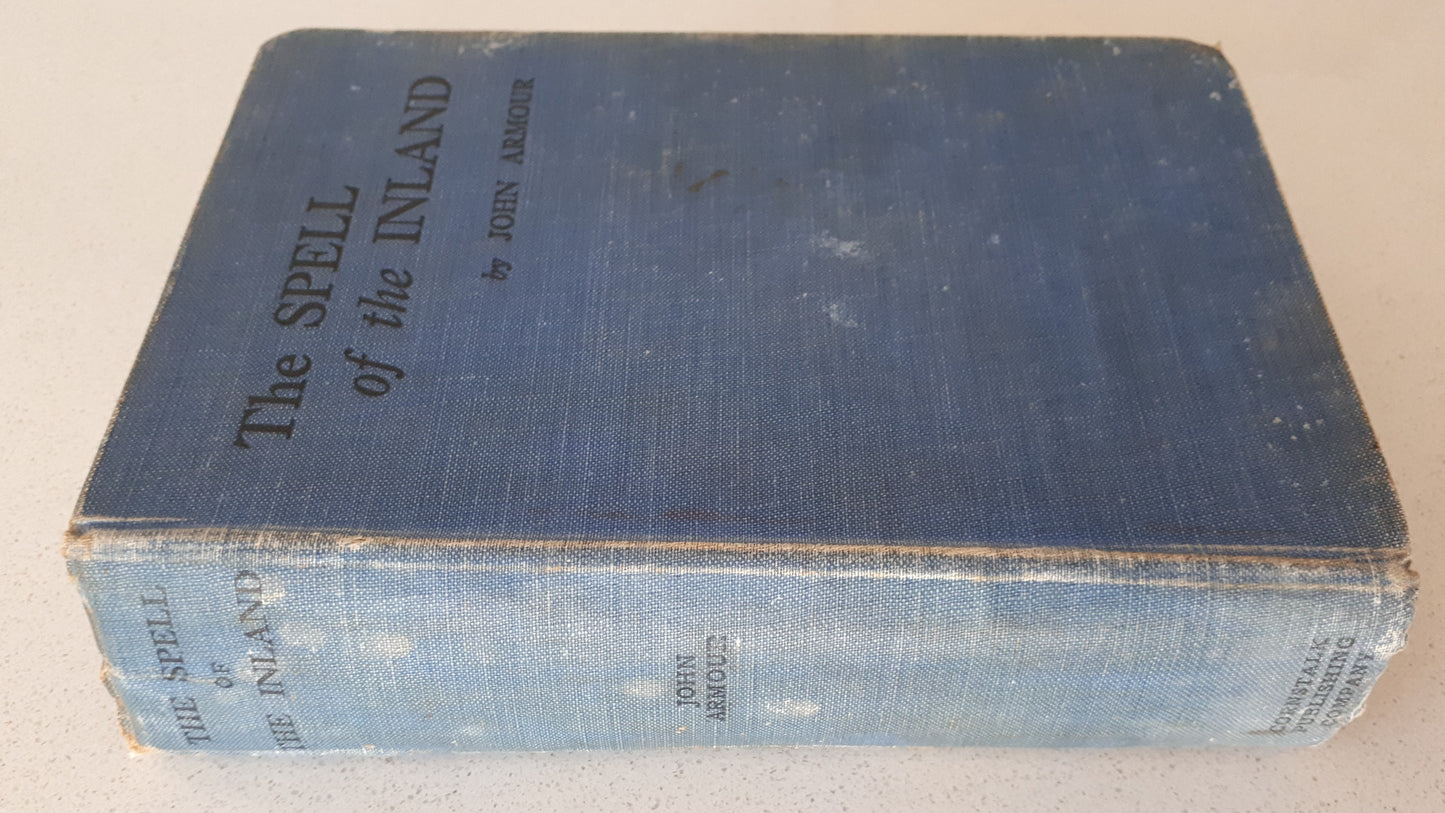 The SPELL
of the INLAND
by JOHN ARMOUR
THE SPELL
OF
THE INLAND
JOHN
ARMOUR
CORNSTALK
PUBLISHING
COMPANY